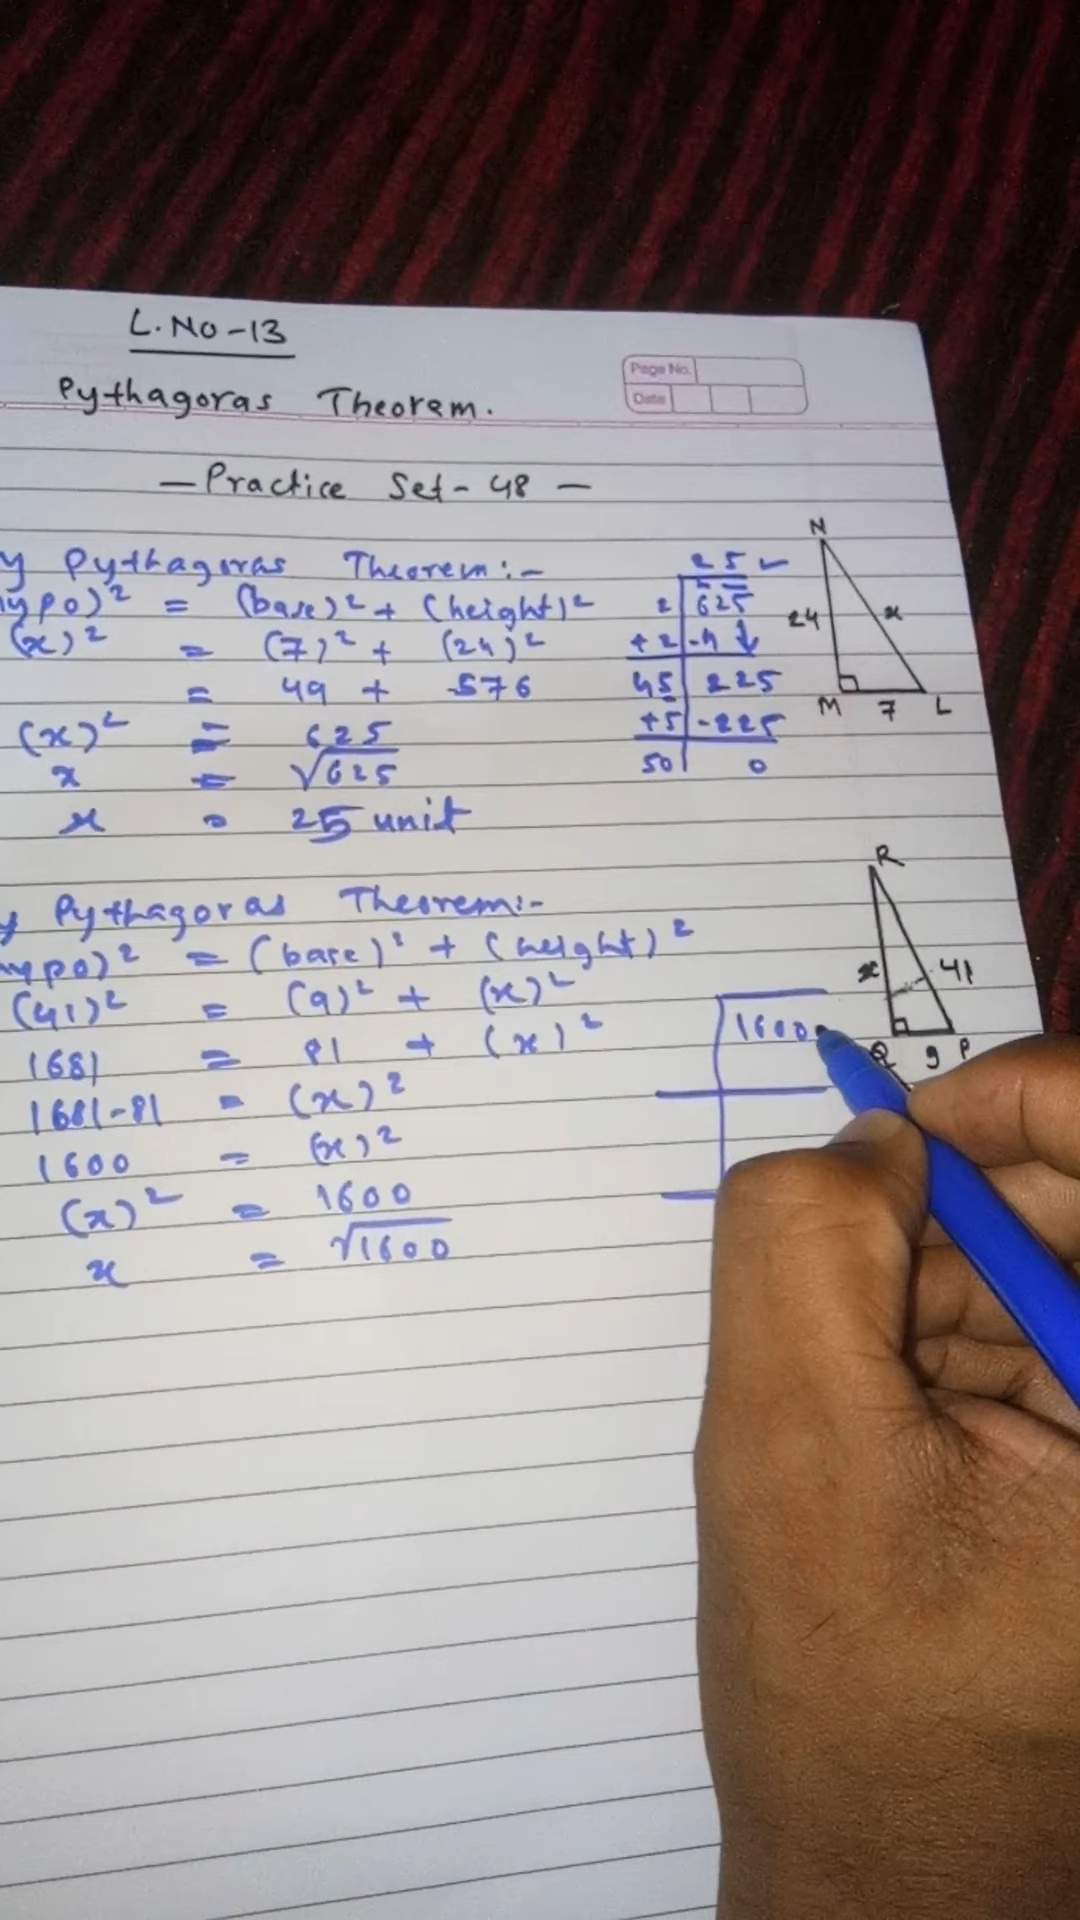 L.No-13
Page No.
Date
Pythagoras Theorem.
— Practice Set-48 —
y Pythagoras Theorem:-
hypo)² = (base)² + (height)²
(x)² = (7)² + (24)²
= 49 + 576
(x)² = 625
x = √625
x = 25 unit
25
2 625
+2 -4
45 225
+5 -225
50 0
N
24 x
M 7 L
y Pythagoras Theorem:-
hypo)² = (base)² + (height)²
(41)² = (9)² + (x)²
1681 = 81 + (x)²
1681-81 = (x)²
1600 = (x)²
(x)² = 1600
x = √1600
1600
R
x 41
Q 9 P